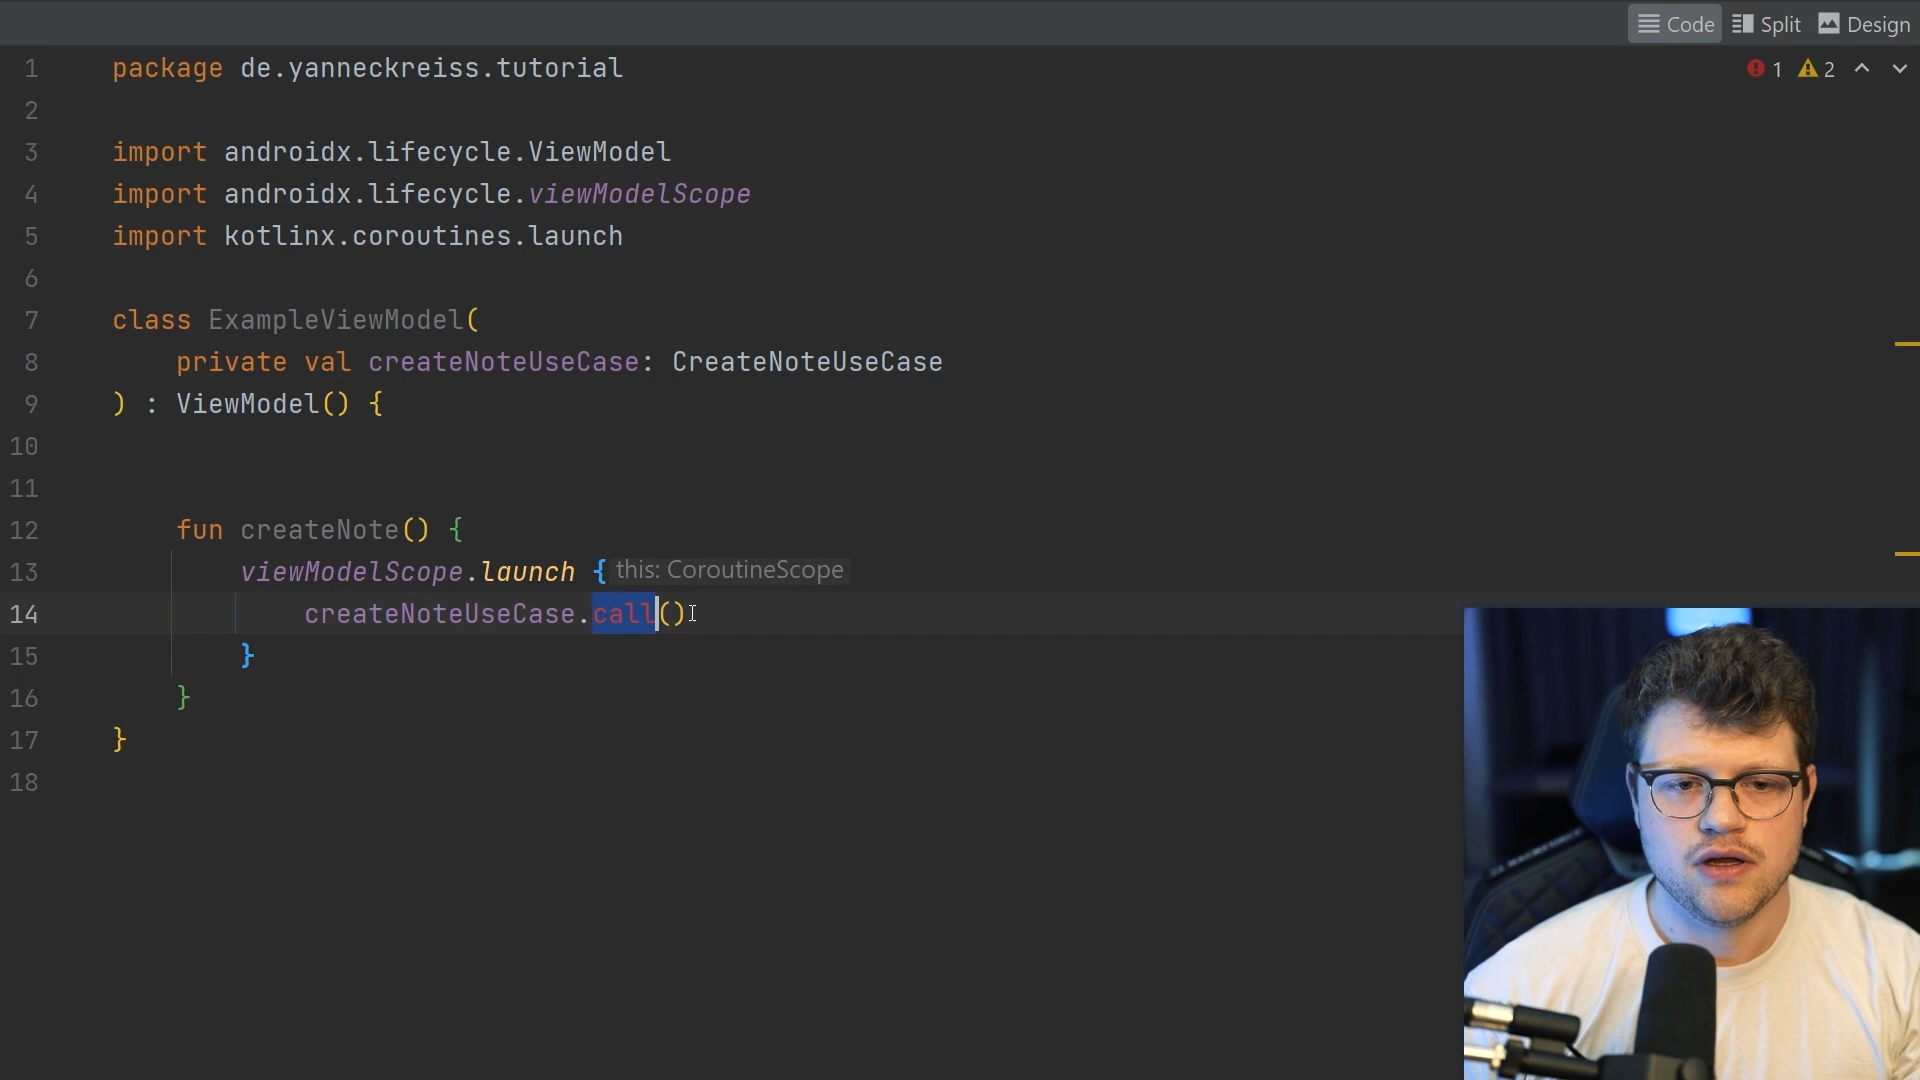 Code Split Design
1 package de.yanneckreiss.tutorial 1 2
2
3 import androidx.lifecycle.ViewModel
4 import androidx.lifecycle.viewModelScope
5 import kotlinx.coroutines.launch
6
7 class ExampleViewModel(
8 private val createNoteUseCase: CreateNoteUseCase
9 ) : ViewModel() {
10
11
12 fun createNote() {
13 viewModelScope.launch { this: CoroutineScope
14 createNoteUseCase.call()
15 }
16 }
17 }
18